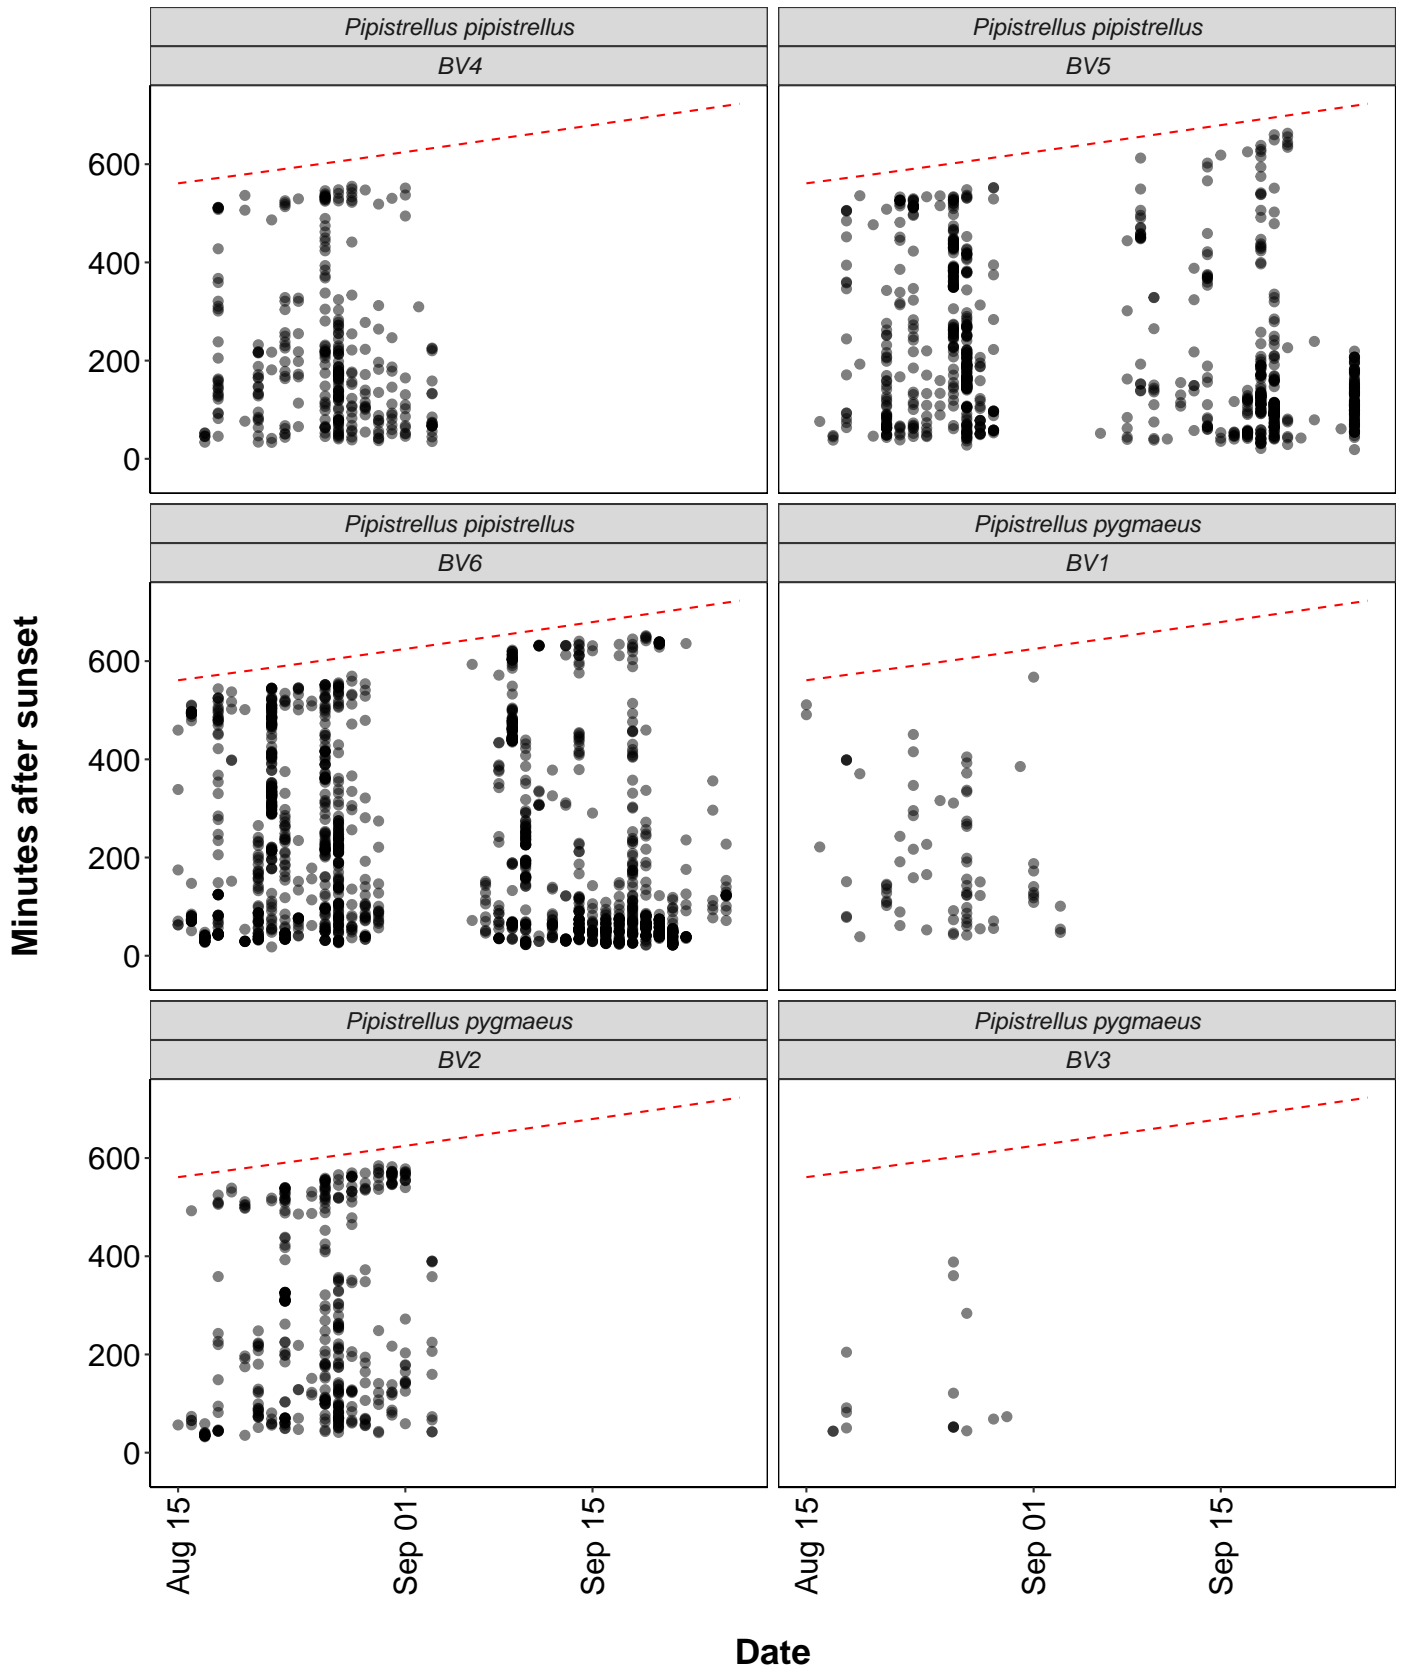 Pipistrellus pipistrellus
BV4
Pipistrellus pipistrellus
BV5
600
400
200
0
Pipistrellus pipistrellus
BV6
Pipistrellus pygmaeus
BV1
600
400
200
0
Pipistrellus pygmaeus
BV2
Pipistrellus pygmaeus
BV3
600
400
200
0
Aug 15
Sep 01
Sep 15
Aug 15
Sep 01
Sep 15
Minutes after sunset
Date